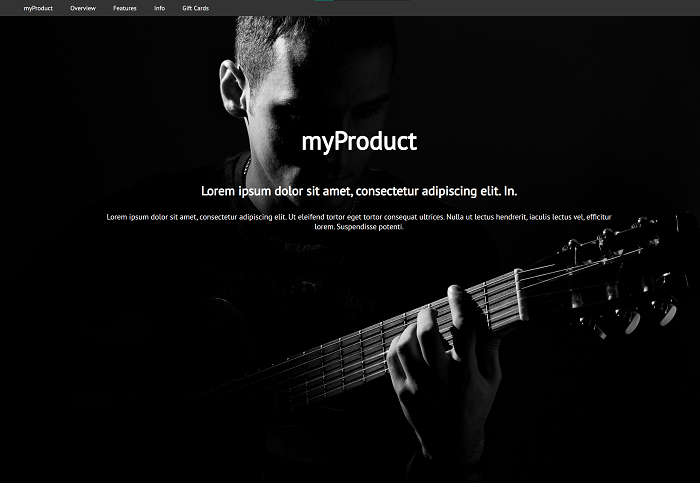 myProduct Overview Features Info Gift Cards
myProduct
Lorem ipsum dolor sit amet, consectetur adipiscing elit. In.
Lorem ipsum dolor sit amet, consectetur adipiscing elit. Ut eleifend tortor eget tortor consequat ultrices. Nulla ut lectus hendrerit, iaculis lectus vel, efficitur
lorem. Suspendisse potenti.